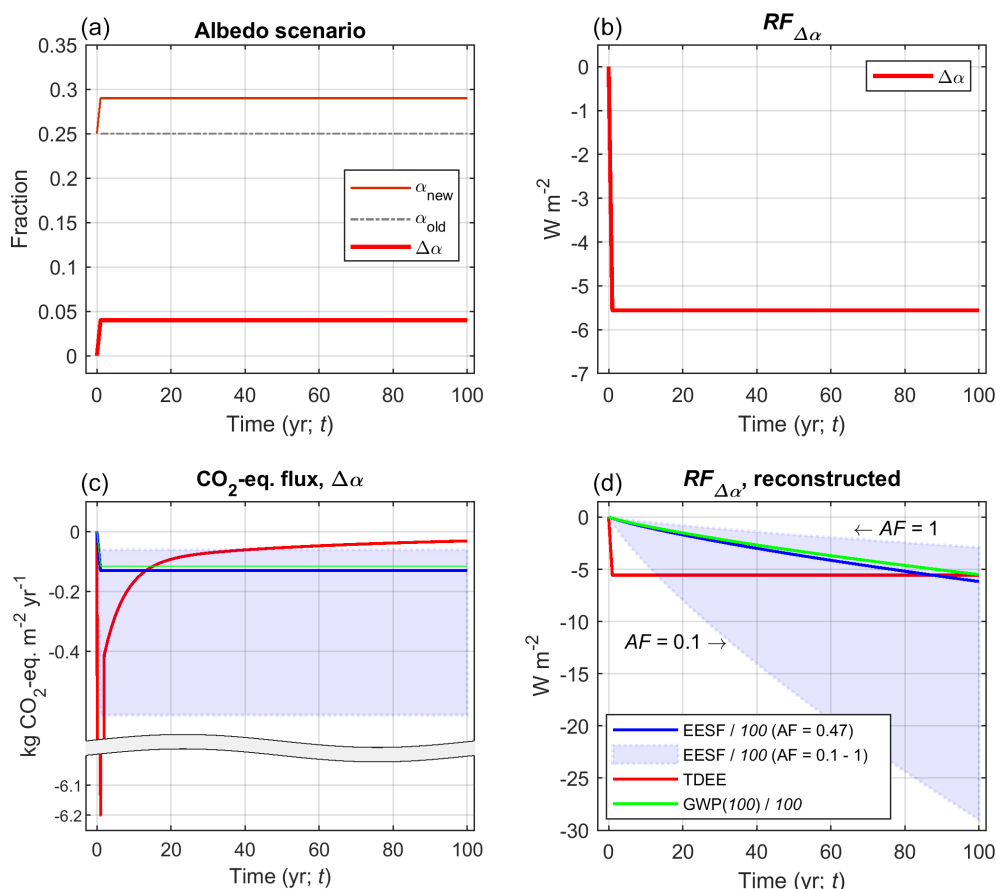 (a)
Albedo scenario
0.35
0.3
0.25
0.2
0.15
0.1
0.05
0
Fraction
α_new
α_old
Δα
0 20 40 60 80 100
Time (yr; t)
(b)
RF_Δα
0
-1
-2
-3
-4
-5
-6
-7
W m^-2
Δα
0 20 40 60 80 100
Time (yr; t)
(c)
CO_2-eq. flux, Δα
0
-0.2
-0.4
-6.1
-6.2
kg CO_2-eq. m^-2 yr^-1
0 20 40 60 80 100
Time (yr; t)
(d)
RF_Δα, reconstructed
0
-5
-10
-15
-20
-25
-30
W m^-2
← AF = 1
AF = 0.1 →
EESF / 100 (AF = 0.47)
EESF / 100 (AF = 0.1 - 1)
TDEE
GWP(100) / 100
0 20 40 60 80 100
Time (yr; t)